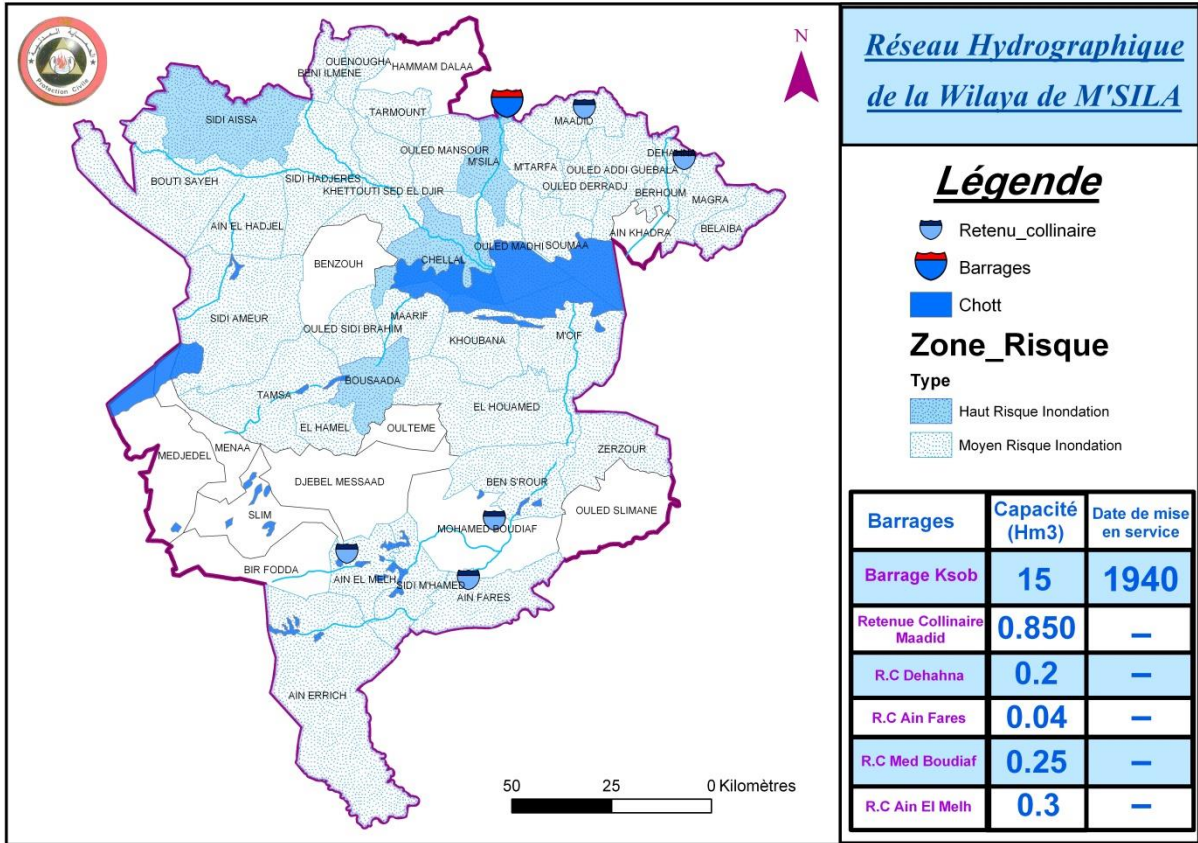 Réseau Hydrographique
de la Wilaya de M'SILA
Protection Civile
N
OUENOUGHA
BENI ILMENE
HAMMAM DALAA
SIDI AISSA
TARMOUNT
MAADID
OULED MANSOUR
M'SILA
M'TARFA
DEHAHNA
OULED ADDI GUEBALA
BOUTI SAYEH
SIDI HADJERES
KHETTOUTI SED EL DJIR
OULED DERRADJ
BERHOUM
MAGRA
AIN EL HADJEL
AIN KHADRA
BELAIBA
BENZOUH
CHELLAL
OULED MADHI
SOUMAA
SIDI AMEUR
OULED SIDI BRAHIM
MAARIF
KHOUBANA
M'CIF
BOUSAADA
TAMSA
EL HOUAMED
EL HAMEL
OULTEME
MEDJEDEL
MENAA
ZERZOUR
DJEBEL MESSAAD
BEN S'ROUR
SLIM
OULED SLIMANE
MOHAMED BOUDIAF
BIR FODDA
AIN EL MELH
SIDI M'HAMED
AIN FARES
AIN ERRICH
50 25 0 Kilomètres
Légende
Retenu_collinaire
Barrages
Chott
Zone_Risque
Type
Haut Risque Inondation
Moyen Risque Inondation
Barrages Capacité (Hm3) Date de mise en service
Barrage Ksob 15 1940
Retenue Collinaire Maadid 0.850 –
R.C Dehahna 0.2 –
R.C Ain Fares 0.04 –
R.C Med Boudiaf 0.25 –
R.C Ain El Melh 0.3 –